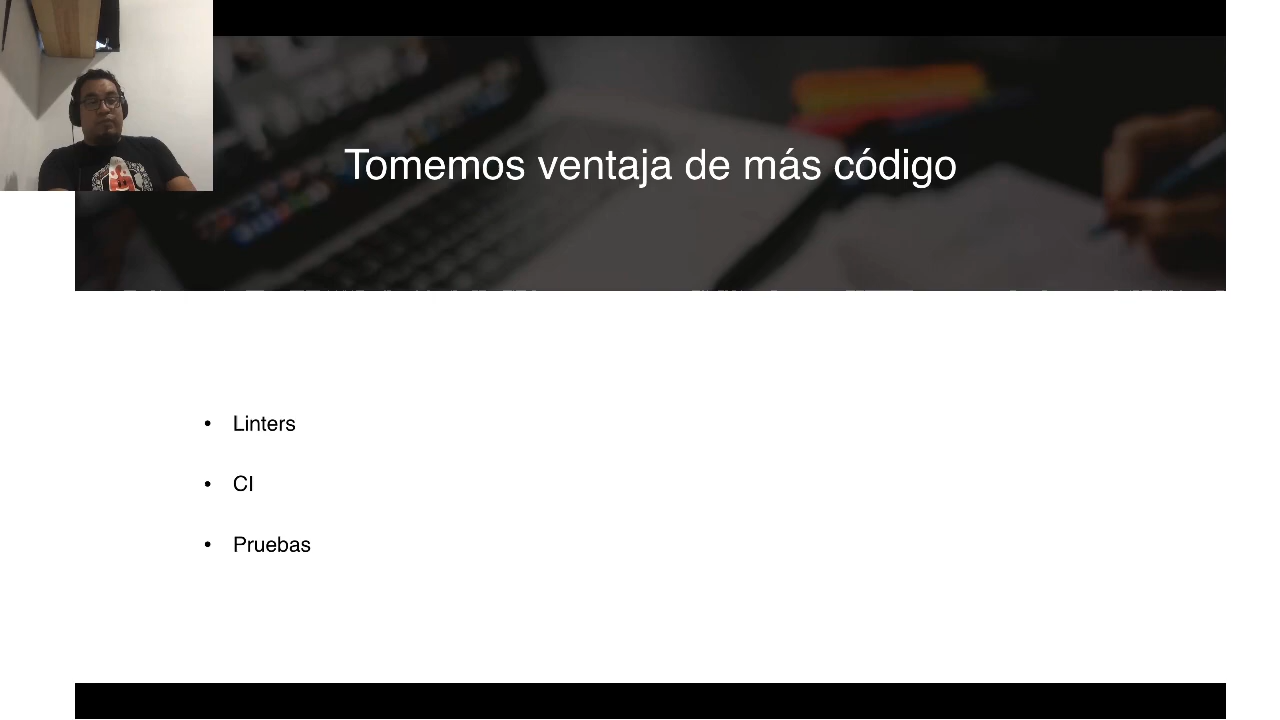 Tomemos ventaja de más código
• Linters
• CI
• Pruebas